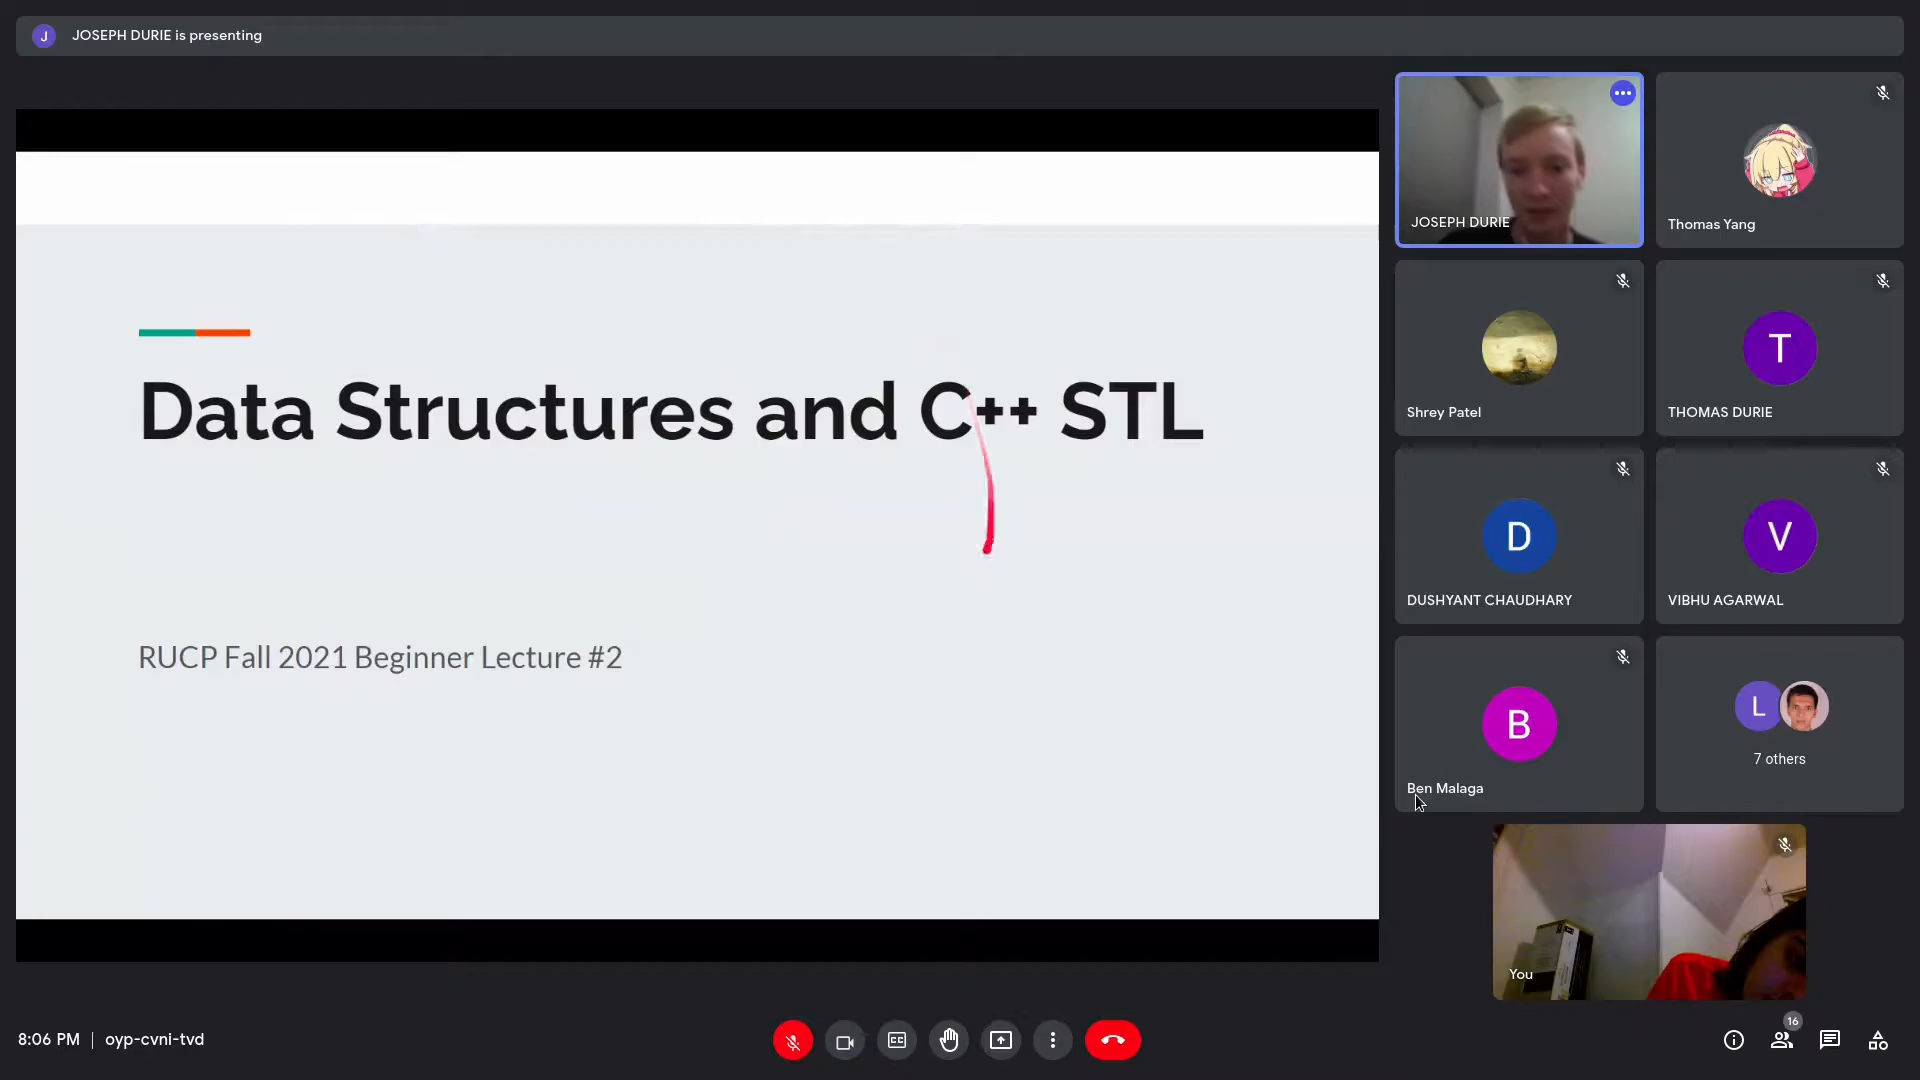 J
JOSEPH DURIE is presenting
Data Structures and C++ STL
RUCP Fall 2021 Beginner Lecture #2
JOSEPH DURIE
Thomas Yang
Shrey Patel
T
THOMAS DURIE
D
DUSHYANT CHAUDHARY
V
VIBHU AGARWAL
B
Ben Malaga
L
7 others
You
8:06 PM | oyp-cvni-tvd
CC
16